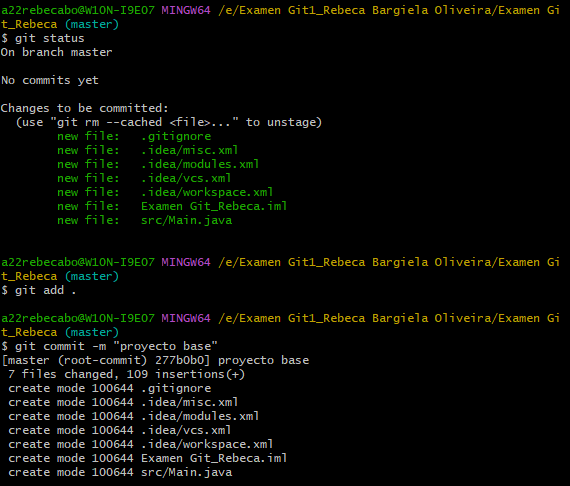 a22rebecabo@W10N-I9E07 MINGW64 /e/Examen Git1_Rebeca Bargiela Oliveira/Examen Gi
t_Rebeca (master)
$ git status
On branch master

No commits yet

Changes to be committed:
  (use "git rm --cached <file>..." to unstage)
        new file:   .gitignore
        new file:   .idea/misc.xml
        new file:   .idea/modules.xml
        new file:   .idea/vcs.xml
        new file:   .idea/workspace.xml
        new file:   Examen Git_Rebeca.iml
        new file:   src/Main.java

a22rebecabo@W10N-I9E07 MINGW64 /e/Examen Git1_Rebeca Bargiela Oliveira/Examen Gi
t_Rebeca (master)
$ git add .

a22rebecabo@W10N-I9E07 MINGW64 /e/Examen Git1_Rebeca Bargiela Oliveira/Examen Gi
t_Rebeca (master)
$ git commit -m "proyecto base"
[master (root-commit) 277b0b0] proyecto base
 7 files changed, 109 insertions(+)
 create mode 100644 .gitignore
 create mode 100644 .idea/misc.xml
 create mode 100644 .idea/modules.xml
 create mode 100644 .idea/vcs.xml
 create mode 100644 .idea/workspace.xml
 create mode 100644 Examen Git_Rebeca.iml
 create mode 100644 src/Main.java